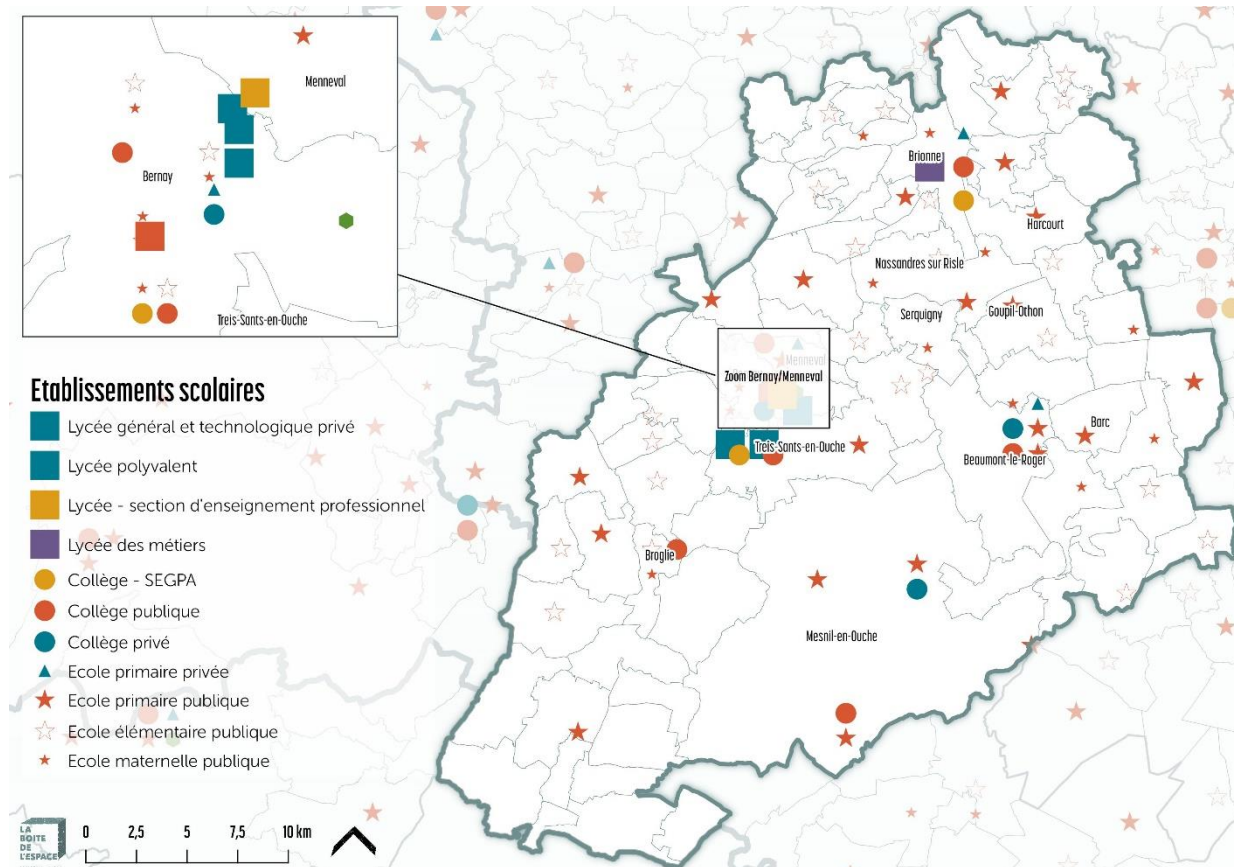 Menneval
Bernay
Treis-Sants-en-Ouche
Brionne
Harcourt
Nassandres sur Risle
Serquigny
Goupil-Othon
Menneval
Zoom Bernay/Menneval
Treis-Sants-en-Ouche
Barc
Beaumont-le-Roger
Broglie
Mesnil-en-Ouche
Etablissements scolaires
Lycée général et technologique privé
Lycée polyvalent
Lycée - section d'enseignement professionnel
Lycée des métiers
Collège - SEGPA
Collège publique
Collège privé
Ecole primaire privée
Ecole primaire publique
Ecole élémentaire publique
Ecole maternelle publique
LA
BOITE
DE
L'ESPACE
0 2,5 5 7,5 10 km